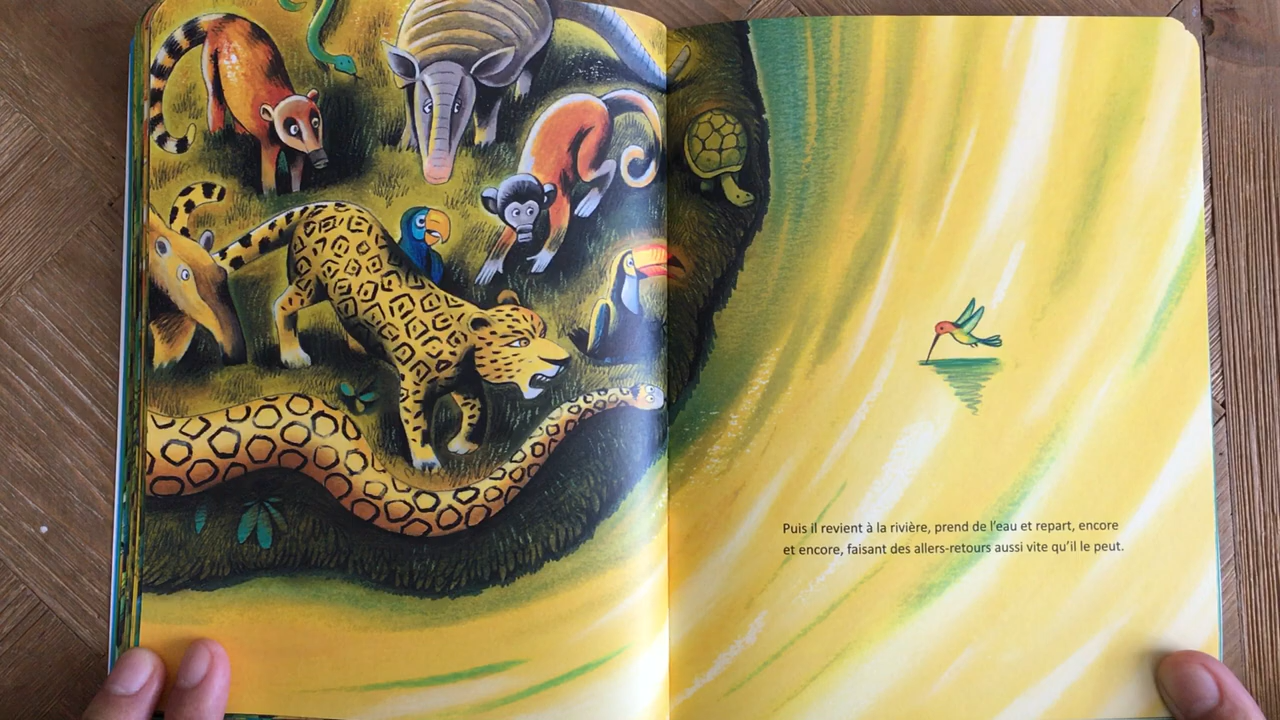 Puis il revient à la rivière, prend de l'eau et repart, encore
et encore, faisant des allers-retours aussi vite qu'il le peut.